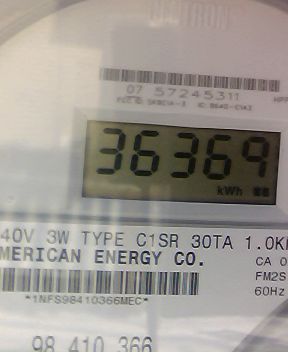 07 57245311
36369
kWh
40V 3W TYPE C1SR 30TA 1.0K
MERICAN ENERGY CO.
CA 0
FM2S
60Hz
*1NFS98410366MEC*
98 410 366